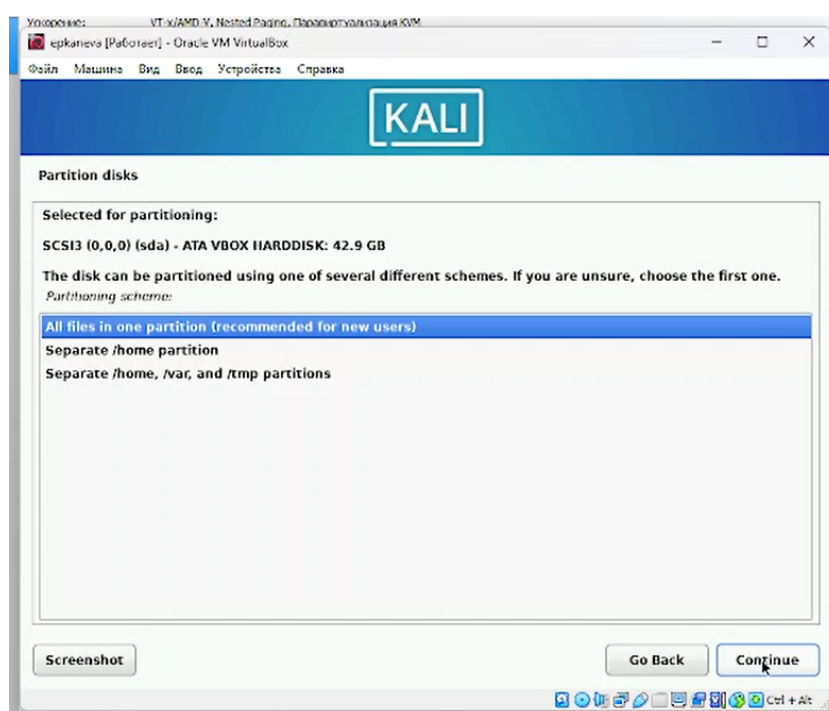 Ускорение: VT-x/AMD-V, Nested Paging, Паравиртуализация KVM
epkaneva [Работает] - Oracle VM VirtualBox
Файл Машина Вид Ввод Устройства Справка
KALI
Partition disks
Selected for partitioning:
SCSI3 (0,0,0) (sda) - ATA VBOX HARDDISK: 42.9 GB
The disk can be partitioned using one of several different schemes. If you are unsure, choose the first one.
Partitioning scheme:
All files in one partition (recommended for new users)
Separate /home partition
Separate /home, /var, and /tmp partitions
Screenshot Go Back Continue
Ctrl + Alt